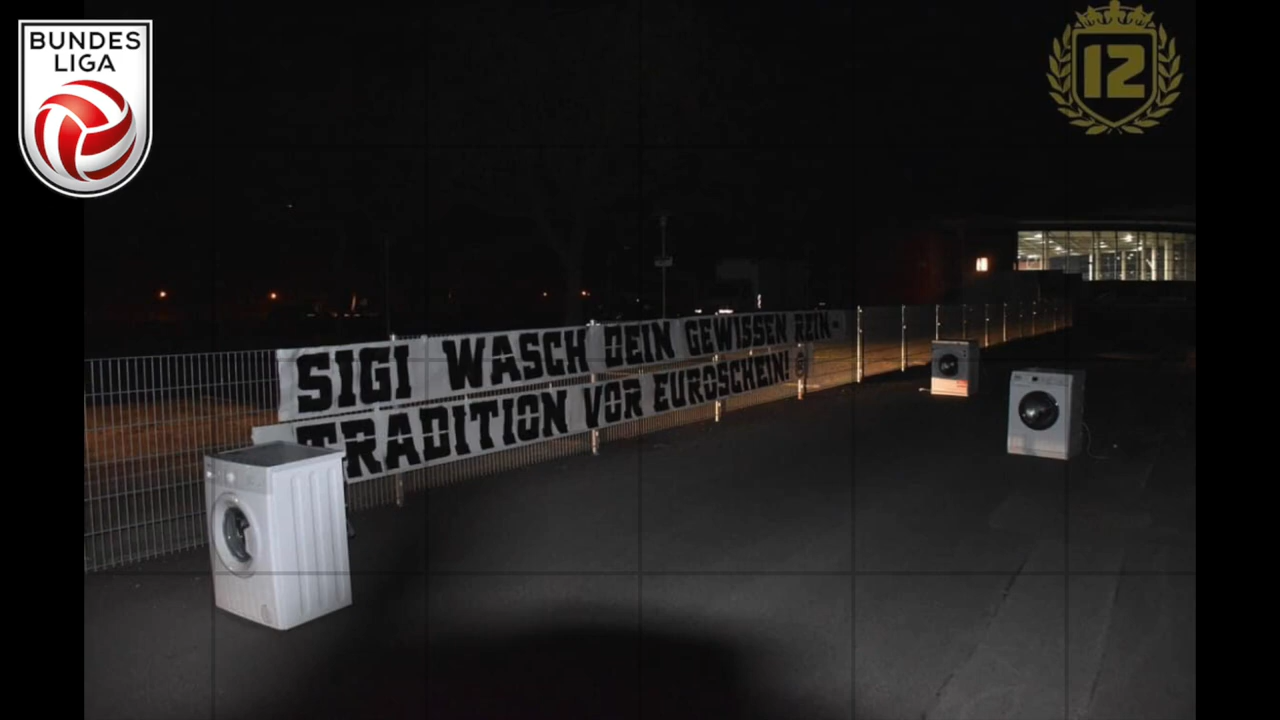 BUNDES
LIGA
12
SIGI WASCH DEIN GEWISSEN REIN-
TRADITION VOR EUROSCHEIN!